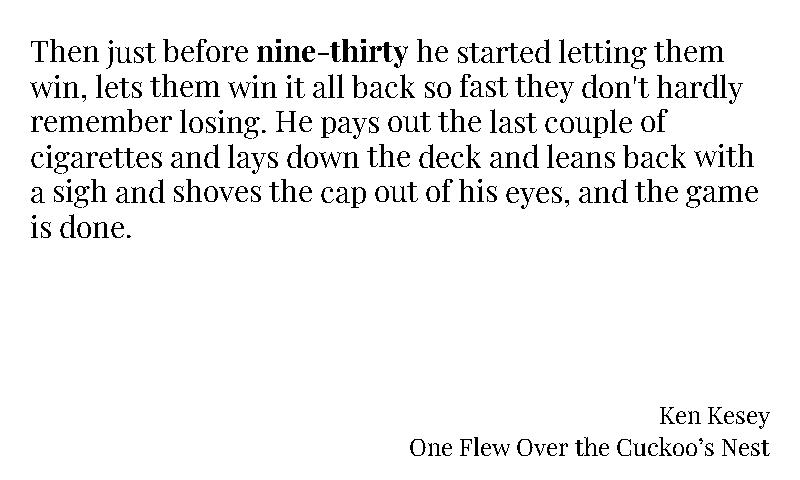 Then just before nine-thirty he started letting them
win, lets them win it all back so fast they don't hardly
remember losing. He pays out the last couple of
cigarettes and lays down the deck and leans back with
a sigh and shoves the cap out of his eyes, and the game
is done.
Ken Kesey
One Flew Over the Cuckoo’s Nest